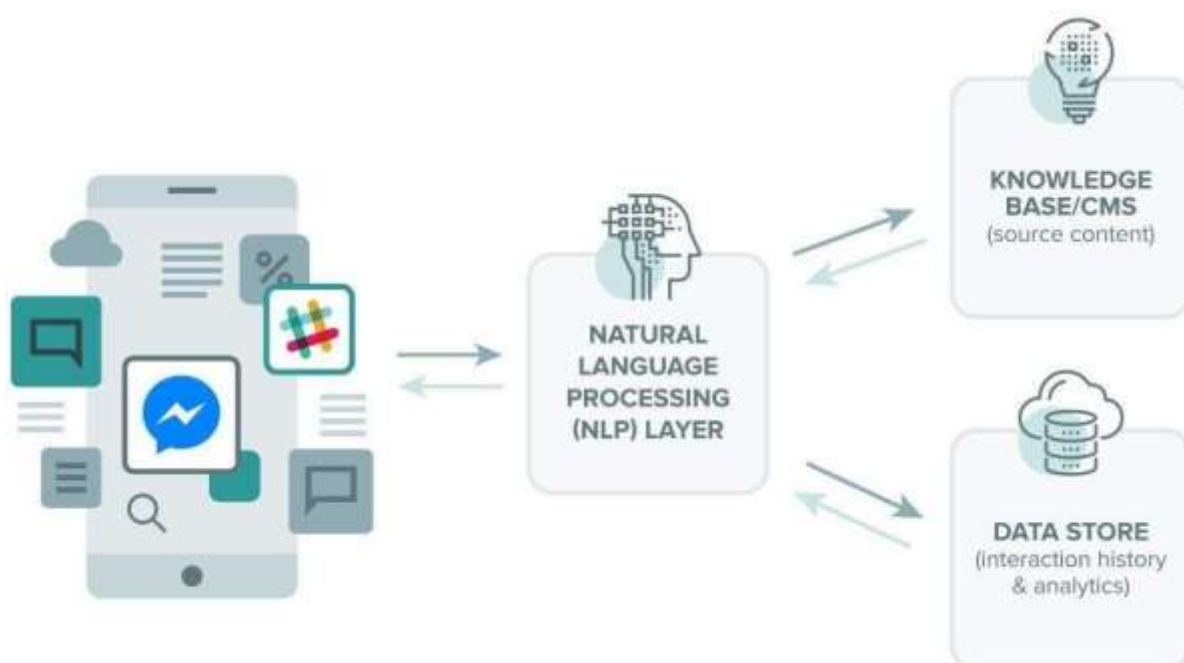 KNOWLEDGE
BASE/CMS
(source content)
%
NATURAL
LANGUAGE
PROCESSING
(NLP) LAYER
DATA STORE
(interaction history
& analytics)